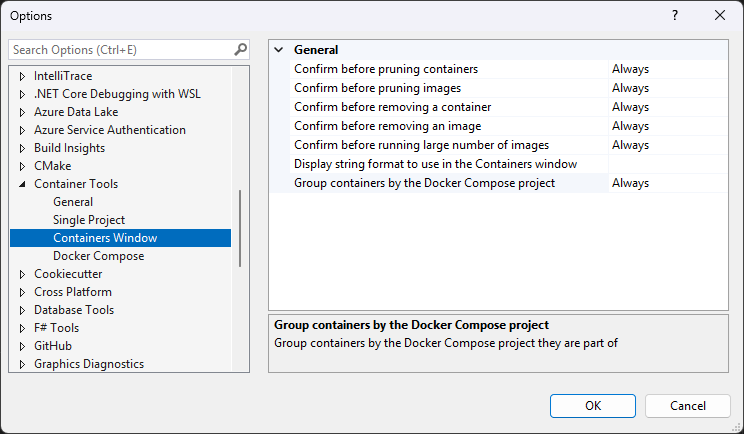 Options
?
Search Options (Ctrl+E)
IntelliTrace
.NET Core Debugging with WSL
Azure Data Lake
Azure Service Authentication
Build Insights
CMake
Container Tools
General
Single Project
Containers Window
Docker Compose
Cookiecutter
Cross Platform
Database Tools
F# Tools
GitHub
Graphics Diagnostics
General
Confirm before pruning containers Always
Confirm before pruning images Always
Confirm before removing a container Always
Confirm before removing an image Always
Confirm before running large number of images Always
Display string format to use in the Containers window
Group containers by the Docker Compose project Always
Group containers by the Docker Compose project
Group containers by the Docker Compose project they are part of
OK
Cancel